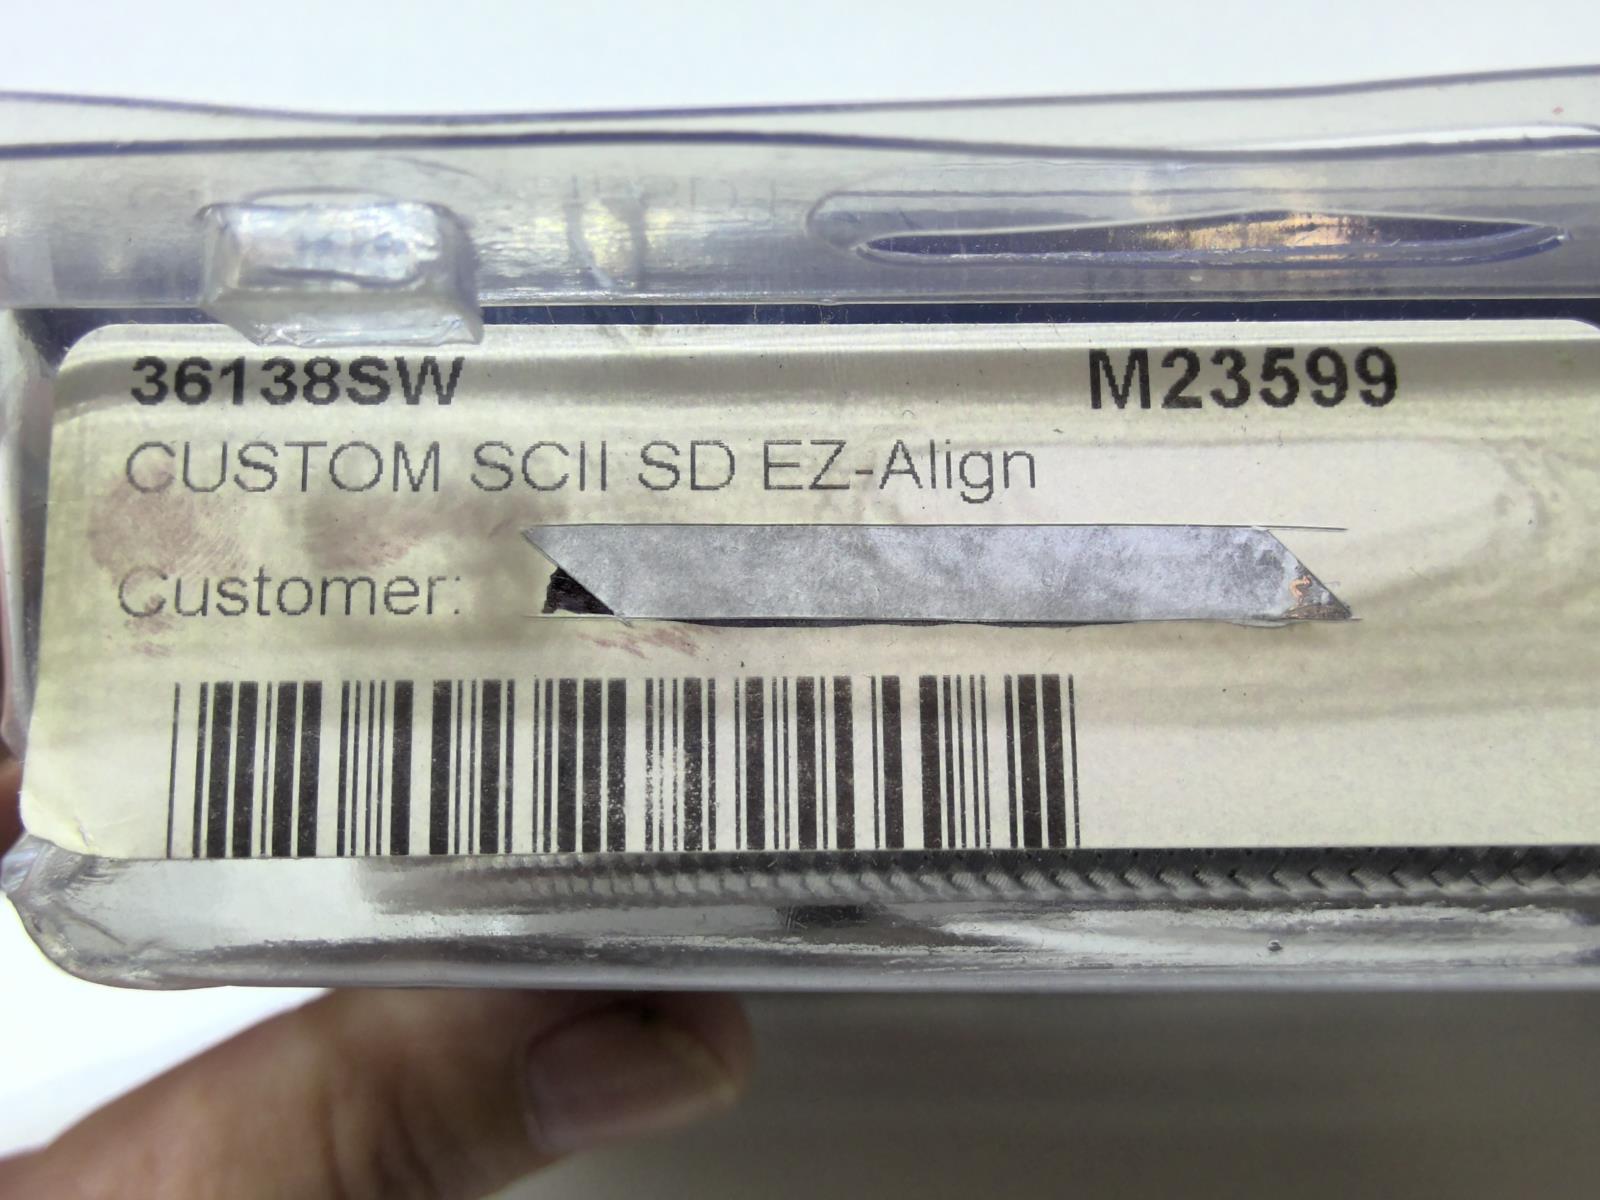 36138SW M23599
CUSTOM SCII SD EZ-Align
Customer: